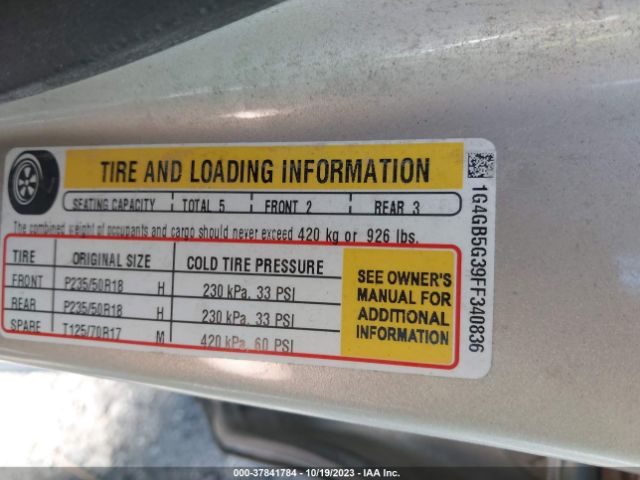 TIRE AND LOADING INFORMATION
SEATING CAPACITY TOTAL 5 FRONT 2 REAR 3
The combined weight of occupants and cargo should never exceed 420 kg or 926 lbs.
TIRE ORIGINAL SIZE COLD TIRE PRESSURE
FRONT P235/50R18 H 230 kPa, 33 PSI
REAR P235/50R18 H 230 kPa, 33 PSI
SPARE T125/70R17 M 420 kPa, 60 PSI
SEE OWNER'S
MANUAL FOR
ADDITIONAL
INFORMATION
1G4GB5G39FF340836
000-37841784 | 10/19/2023 | IAA Inc.